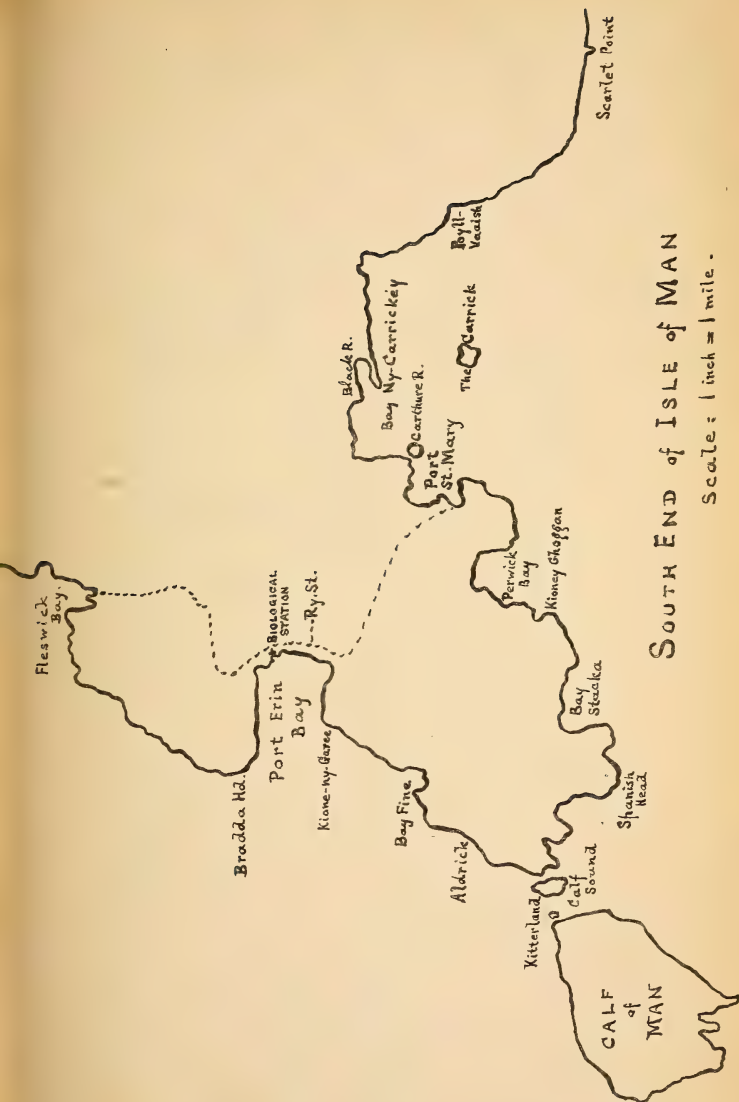 Fleswick
Bay.
Bradda Hd.
Port Erin
Bay
BIOLOGICAL
STATION
Ry. St.
Kione-ny-Garee
Bay Fine
Aldrick
Kitterland
Calf
Sound
CALF
of
MAN
Spanish
Head
Bay
Stacka
Kioney Ghoggan
Perwick
Bay
Port
St. Mary
Carthure R.
Bay Ny-Carrickey
Black R.
The Carrick
Poyll-
Vaaish
Scarlet Point
SOUTH END of ISLE of MAN
Scale: 1 inch = 1 mile.